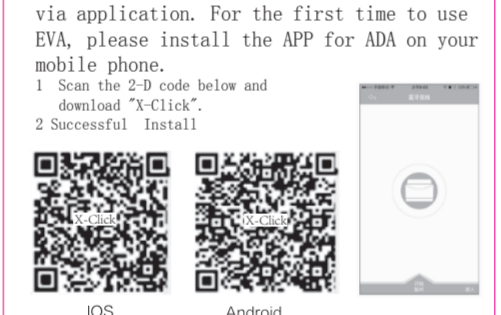 via application. For the first time to use
EVA, please install the APP for ADA on your
mobile phone.
1 Scan the 2-D code below and
download "X-Click".
2 Successful Install
X-Click
X-Click
IOS
Android